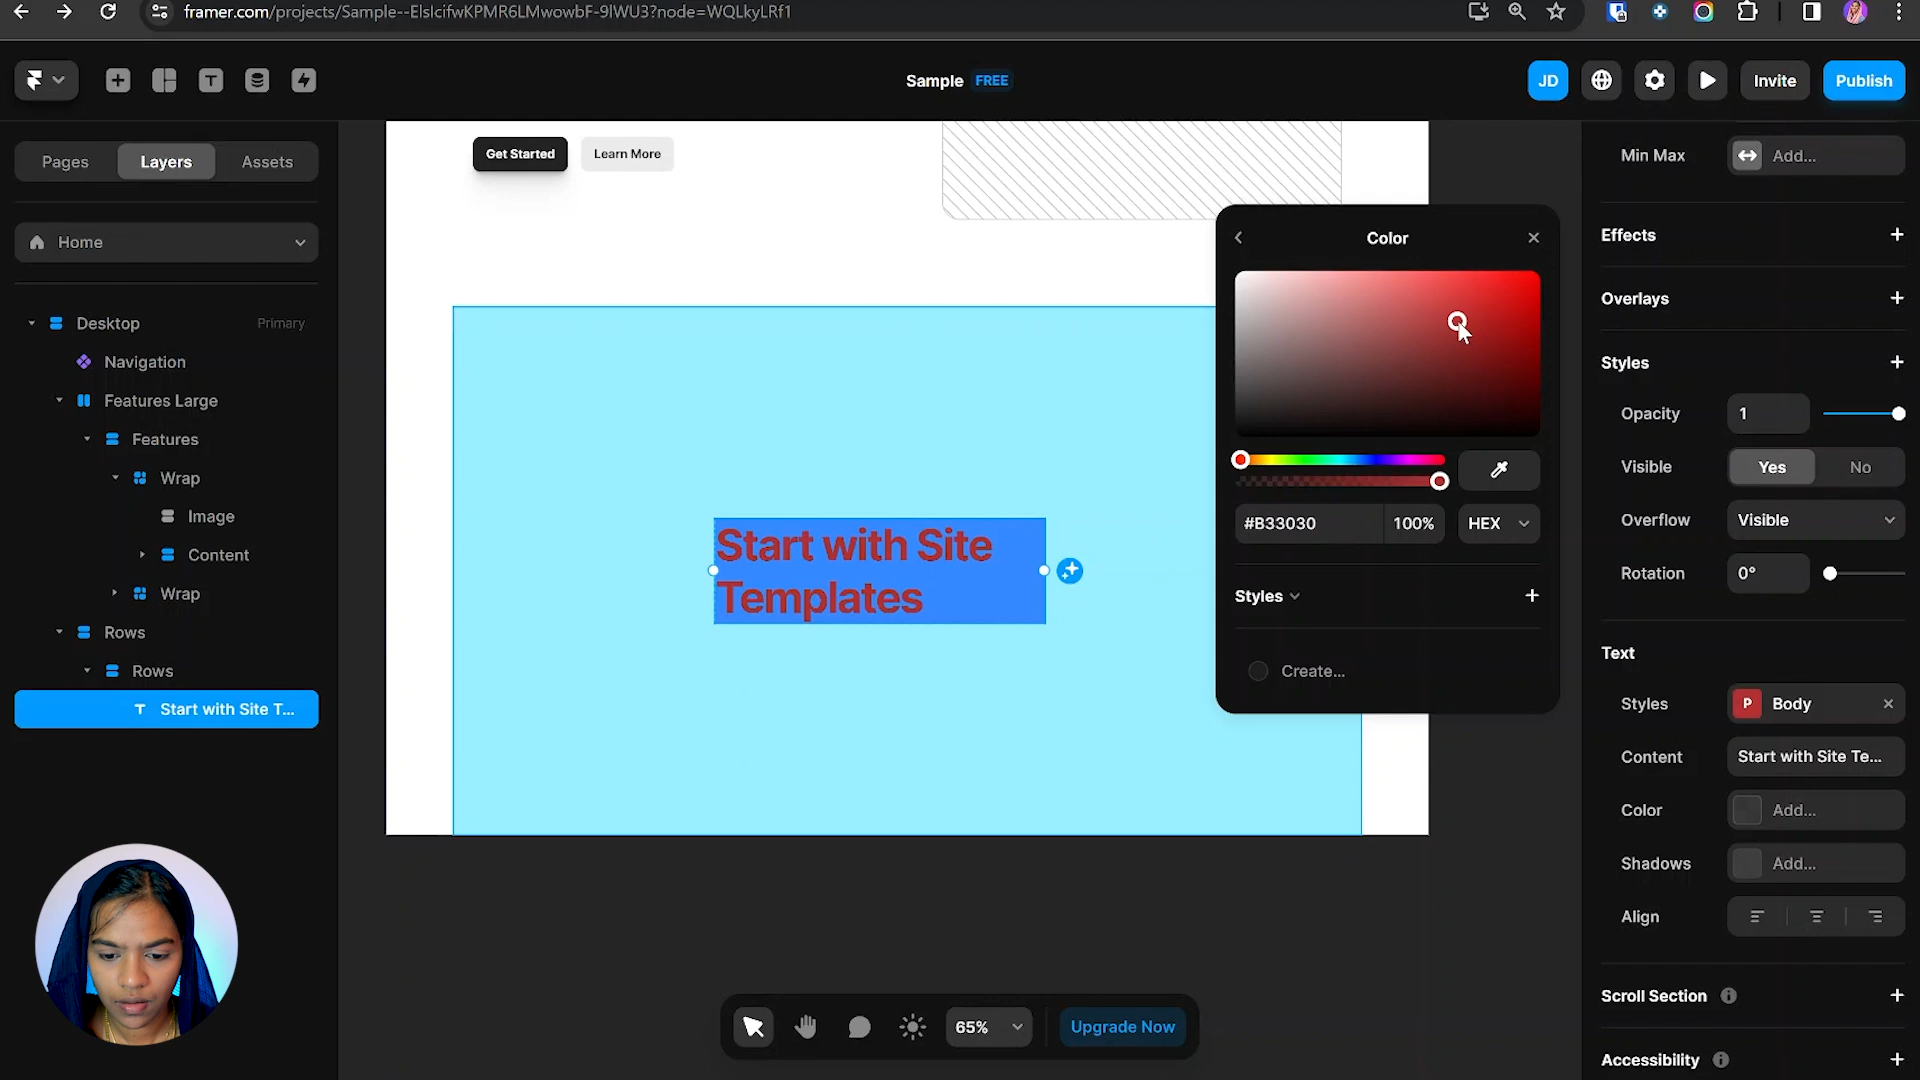 framer.com/projects/Sample--ElsIcifwKPMR6LMwowbF-9lWU3?node=WQLkyLRf1
Sample FREE
JD
Invite
Publish
Pages
Layers
Assets
Home
Desktop
Primary
Navigation
Features Large
Features
Wrap
Image
Content
Wrap
Rows
Rows
T Start with Site T...
Get Started
Learn More
Start with Site
Templates
Color
#B33030
100%
HEX
Styles
Create...
65%
Upgrade Now
Min Max
Add...
Effects
Overlays
Styles
Opacity
1
Visible
Yes
No
Overflow
Visible
Rotation
0°
Text
Styles
P Body
Content
Start with Site Te...
Color
Add...
Shadows
Add...
Align
Scroll Section
Accessibility